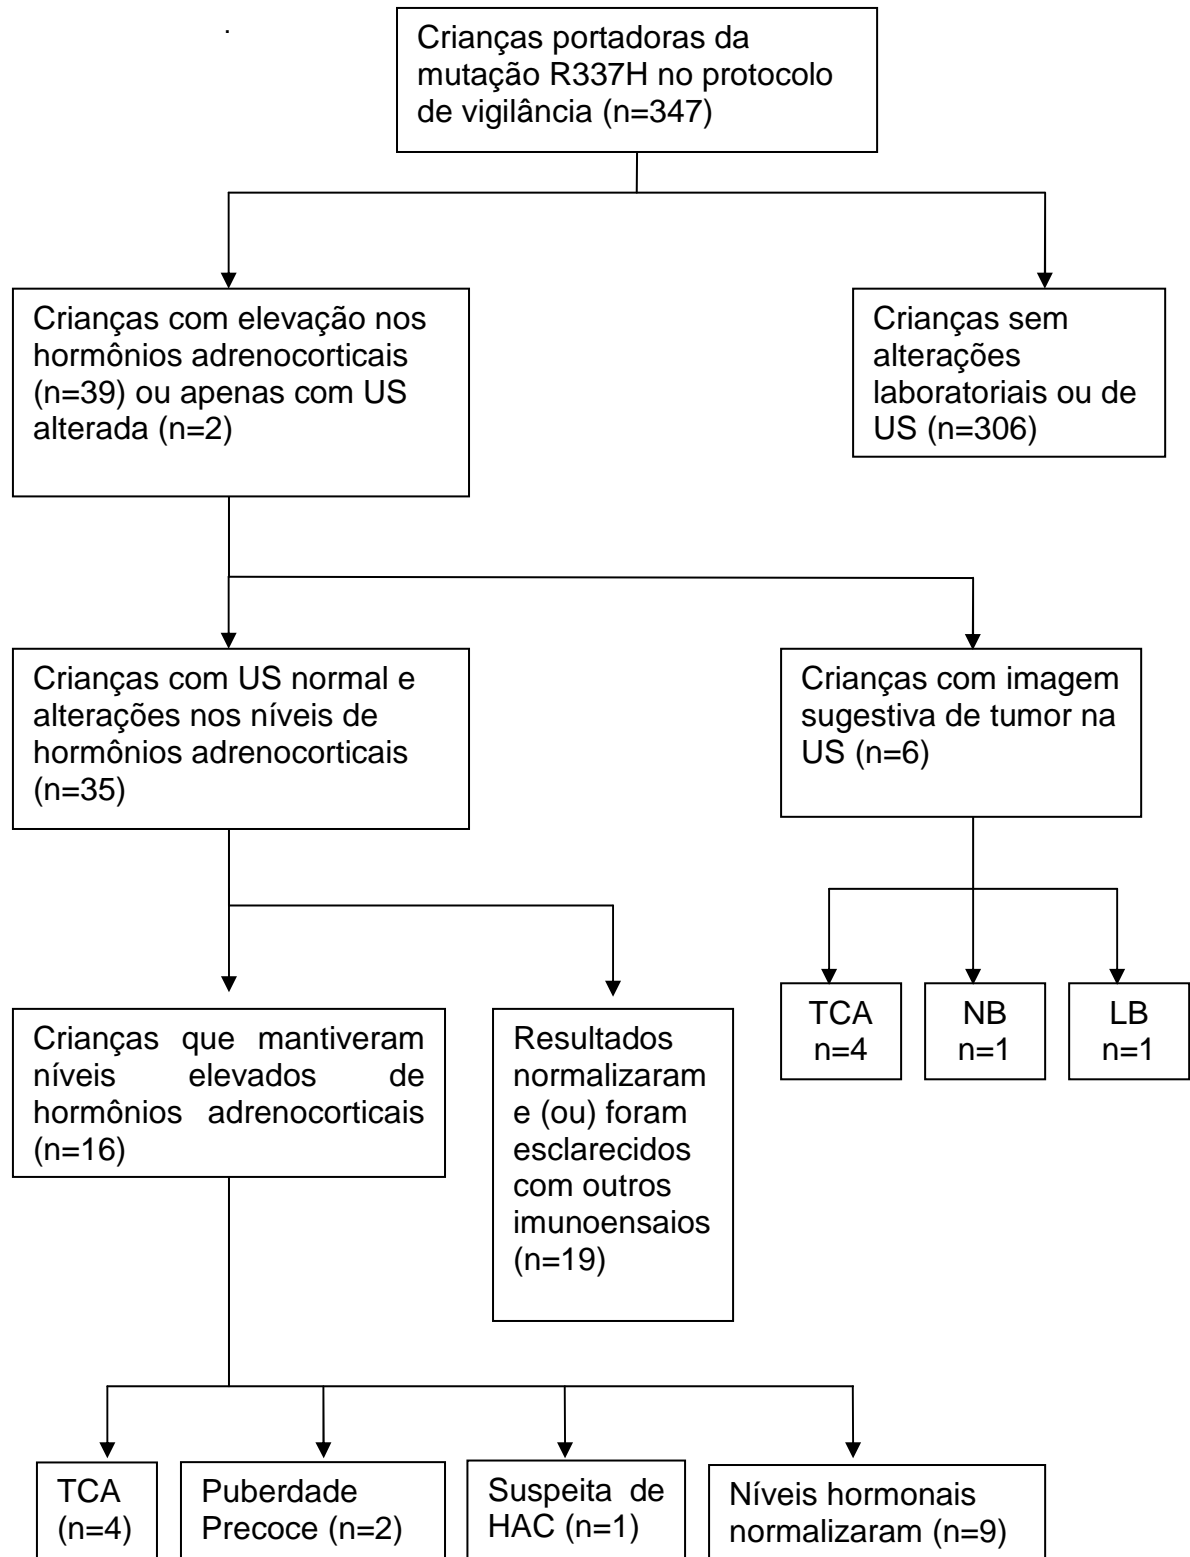 Crianças portadoras da
mutação R337H no protocolo
de vigilância (n=347)
Crianças com elevação nos
hormônios adrenocorticais
(n=39) ou apenas com US
alterada (n=2)
Crianças sem
alterações
laboratoriais ou de
US (n=306)
Crianças com US normal e
alterações nos níveis de
hormônios adrenocorticais
(n=35)
Crianças com imagem
sugestiva de tumor na
US (n=6)
TCA
n=4
NB
n=1
LB
n=1
Crianças que mantiveram
níveis elevados de
hormônios adrenocorticais
(n=16)
Resultados
normalizaram
e (ou) foram
esclarecidos
com outros
imunoensaios
(n=19)
TCA
(n=4)
Puberdade
Precoce (n=2)
Suspeita de
HAC (n=1)
Níveis hormonais
normalizaram (n=9)